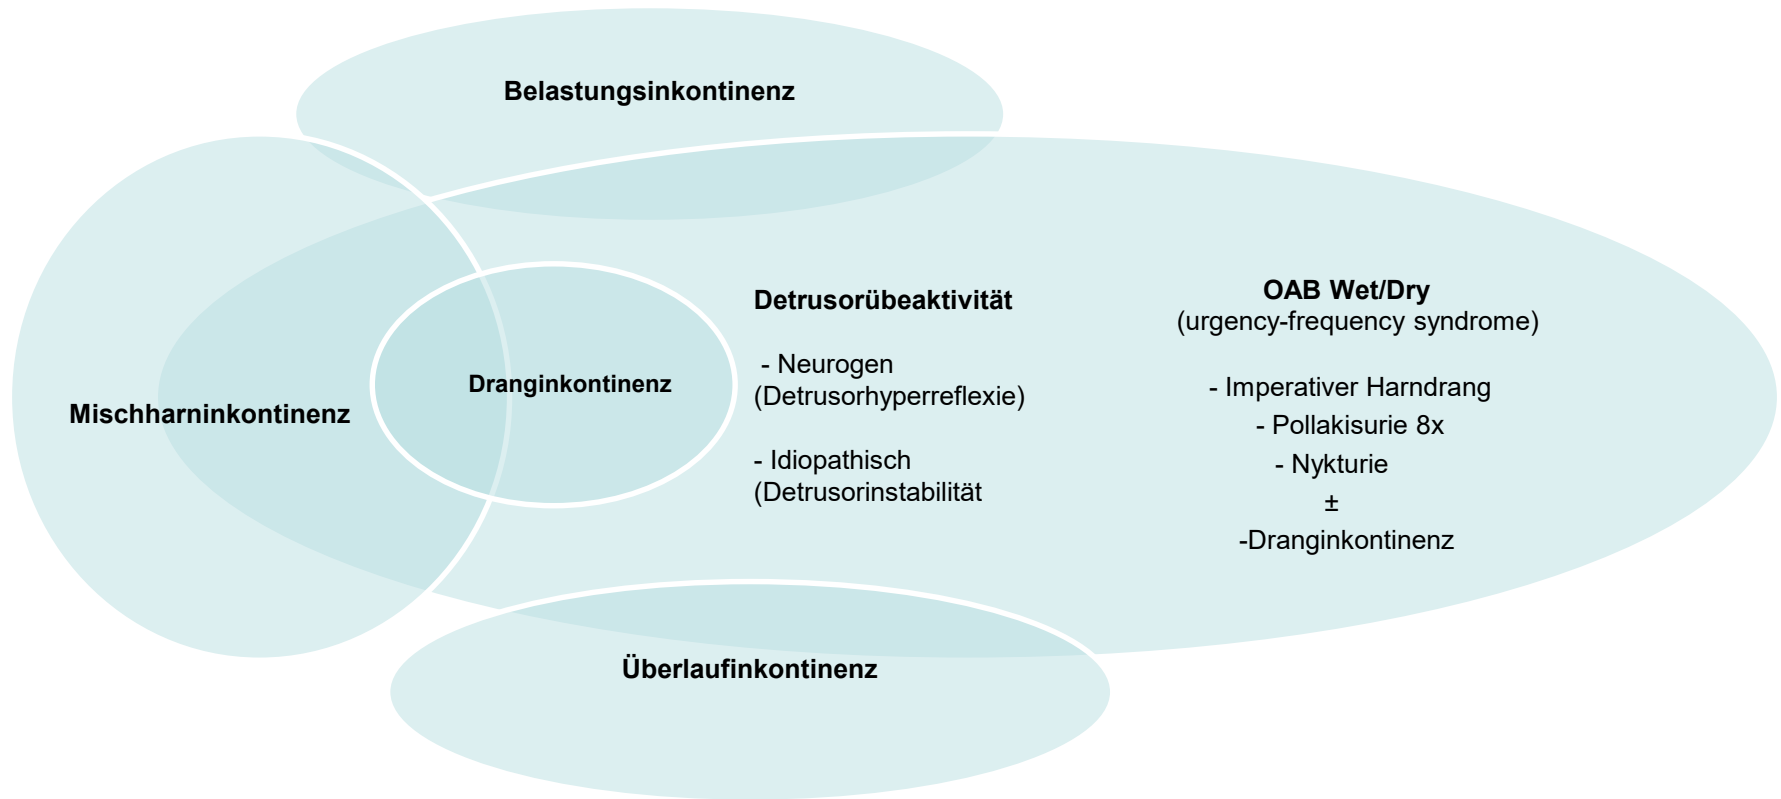 Belastungsinkontinenz
Mischharninkontinenz
Dranginkontinenz
Detrusorübeaktivität
- Neurogen
(Detrusorhyperreflexie)
- Idiopathisch
(Detrusorinstabilität
OAB Wet/Dry
(urgency-frequency syndrome)
- Imperativer Harndrang
- Pollakisurie 8x
- Nykturie
±
-Dranginkontinenz
Überlaufinkontinenz